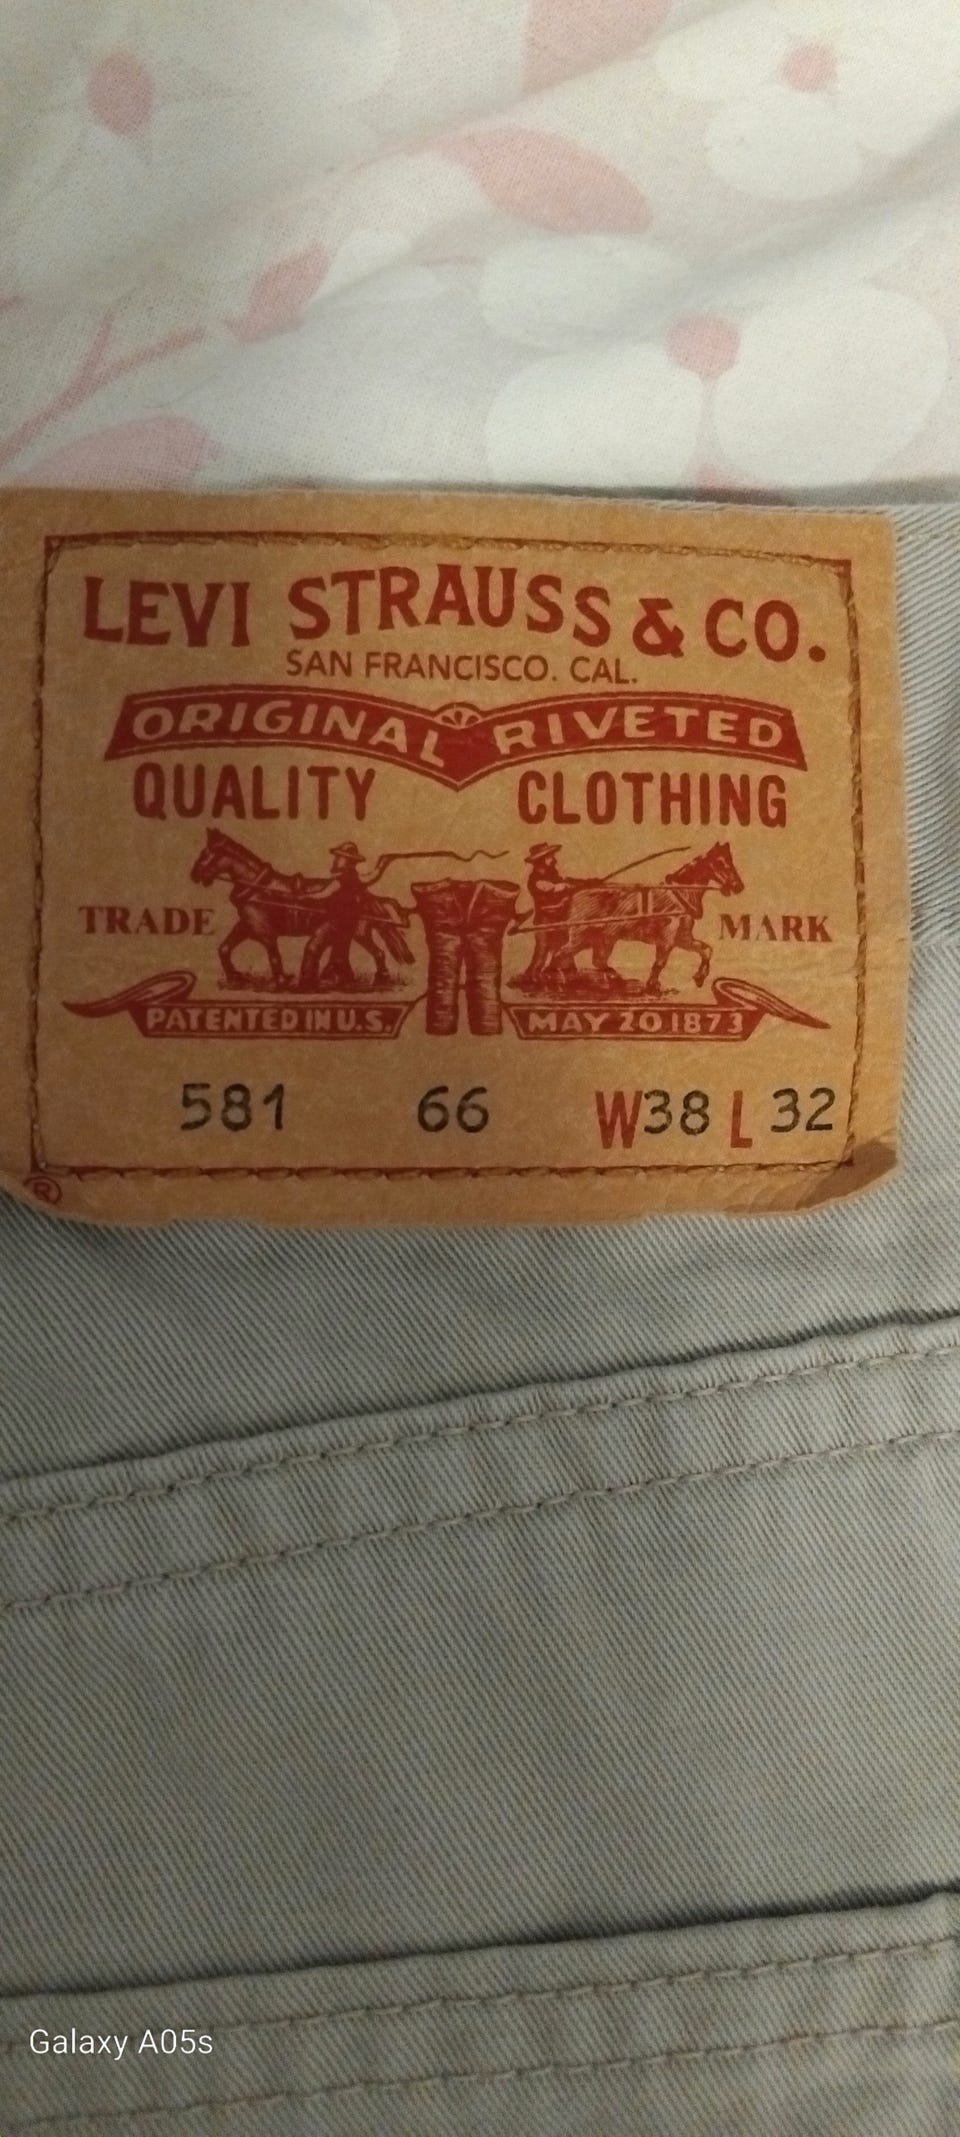 LEVI STRAUSS & CO.
SAN FRANCISCO. CAL.
ORIGINAL RIVETED
QUALITY CLOTHING
TRADE MARK
PATENTED IN U.S. MAY 20 1873
581 66 W38 L 32
®
Galaxy A05s